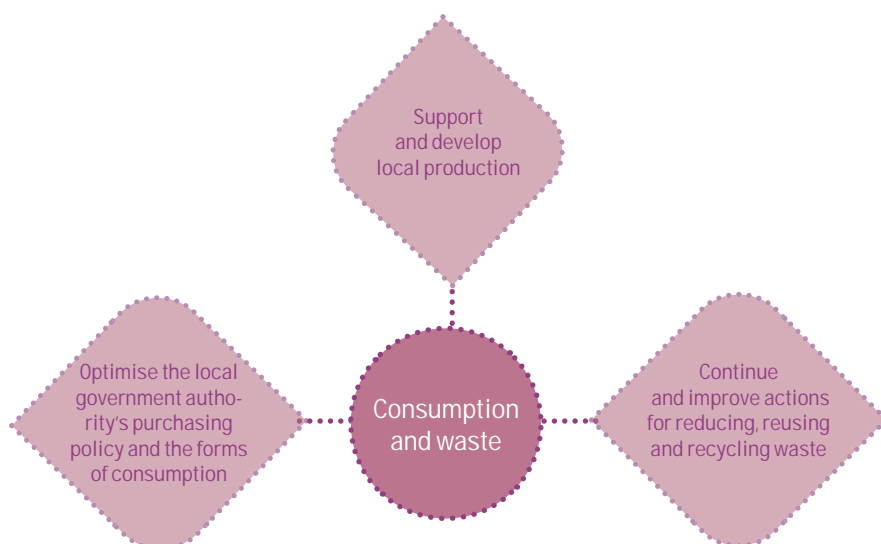 Support
and develop
local production
Optimise the local
government autho-
rity's purchasing
policy and the forms
of consumption
Consumption
and waste
Continue
and improve actions
for reducing, reusing
and recycling waste